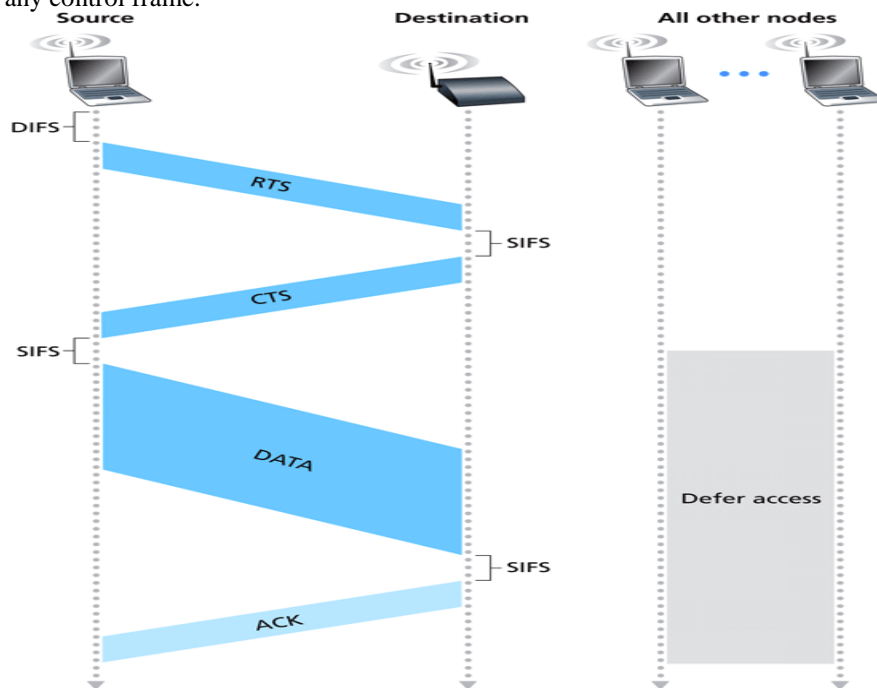 any control frame.
Source
Destination
All other nodes
DIFS
RTS
SIFS
CTS
SIFS
DATA
Defer access
SIFS
ACK